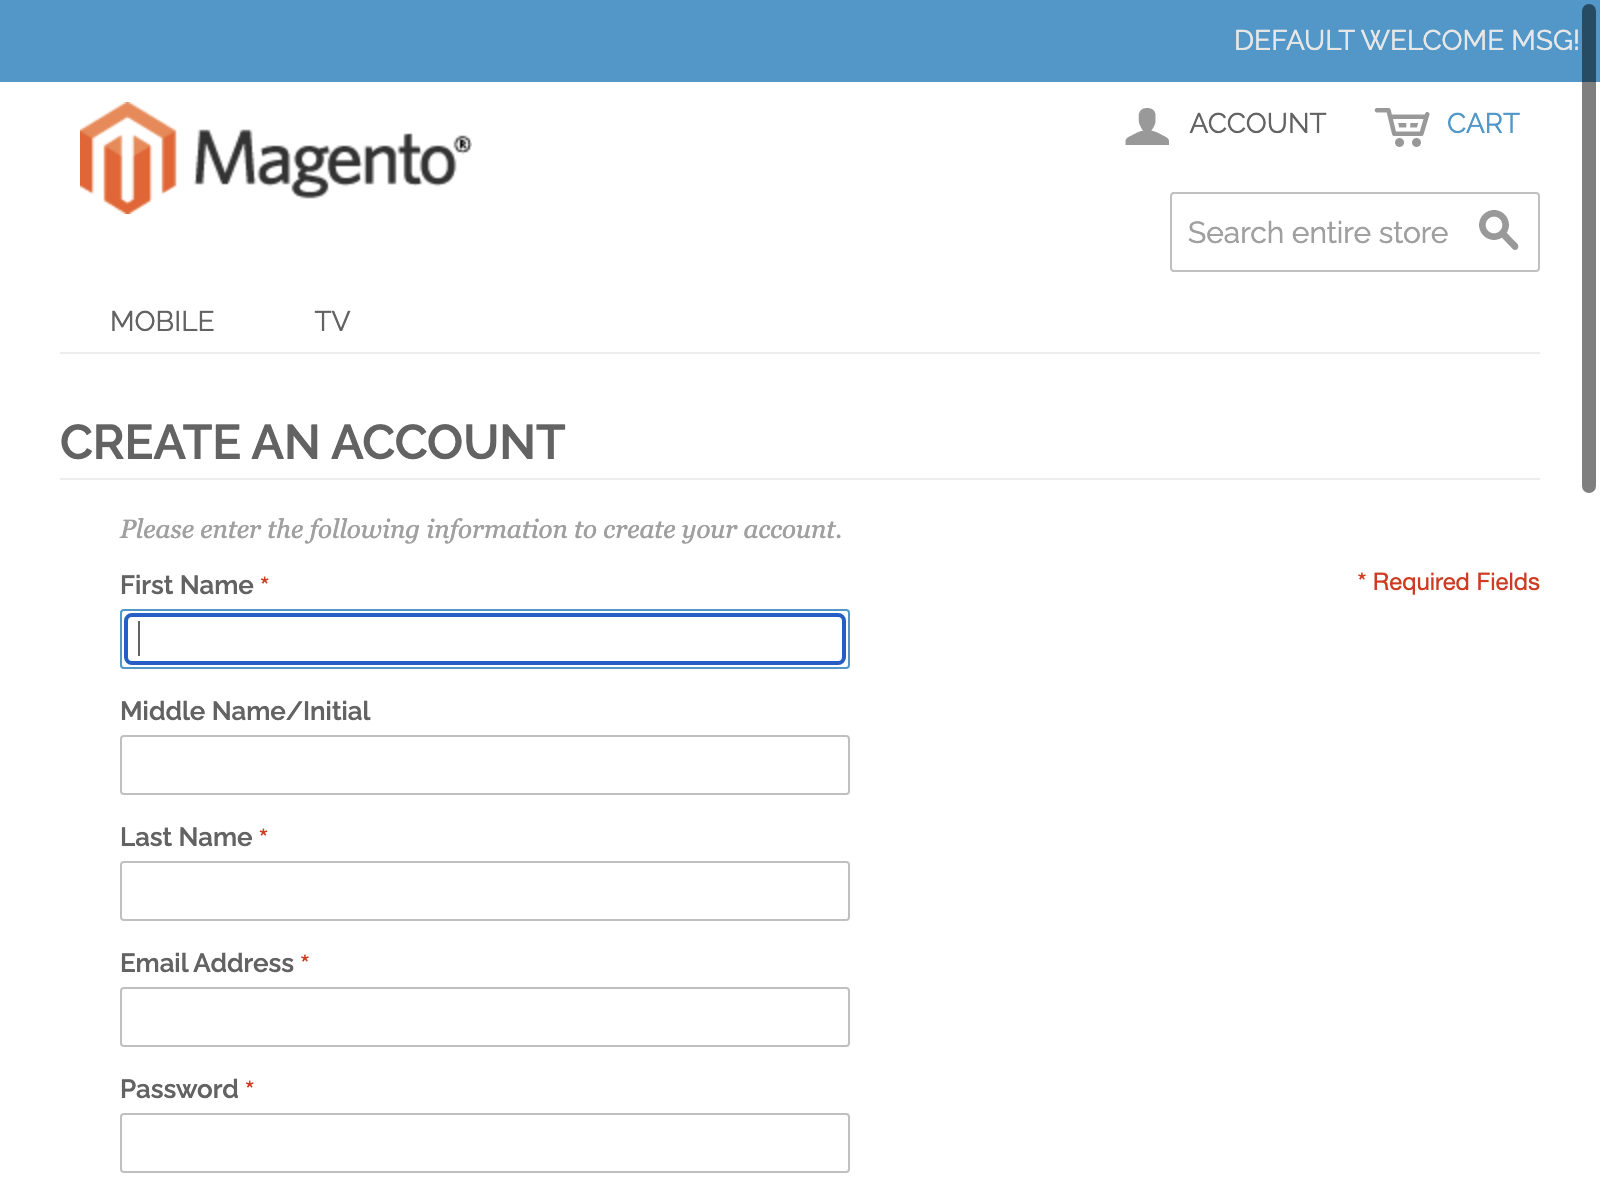 DEFAULT WELCOME MSG!
Magento®
ACCOUNT
CART
Search entire store
MOBILE
TV
CREATE AN ACCOUNT
Please enter the following information to create your account.
First Name *
* Required Fields
Middle Name/Initial
Last Name *
Email Address *
Password *